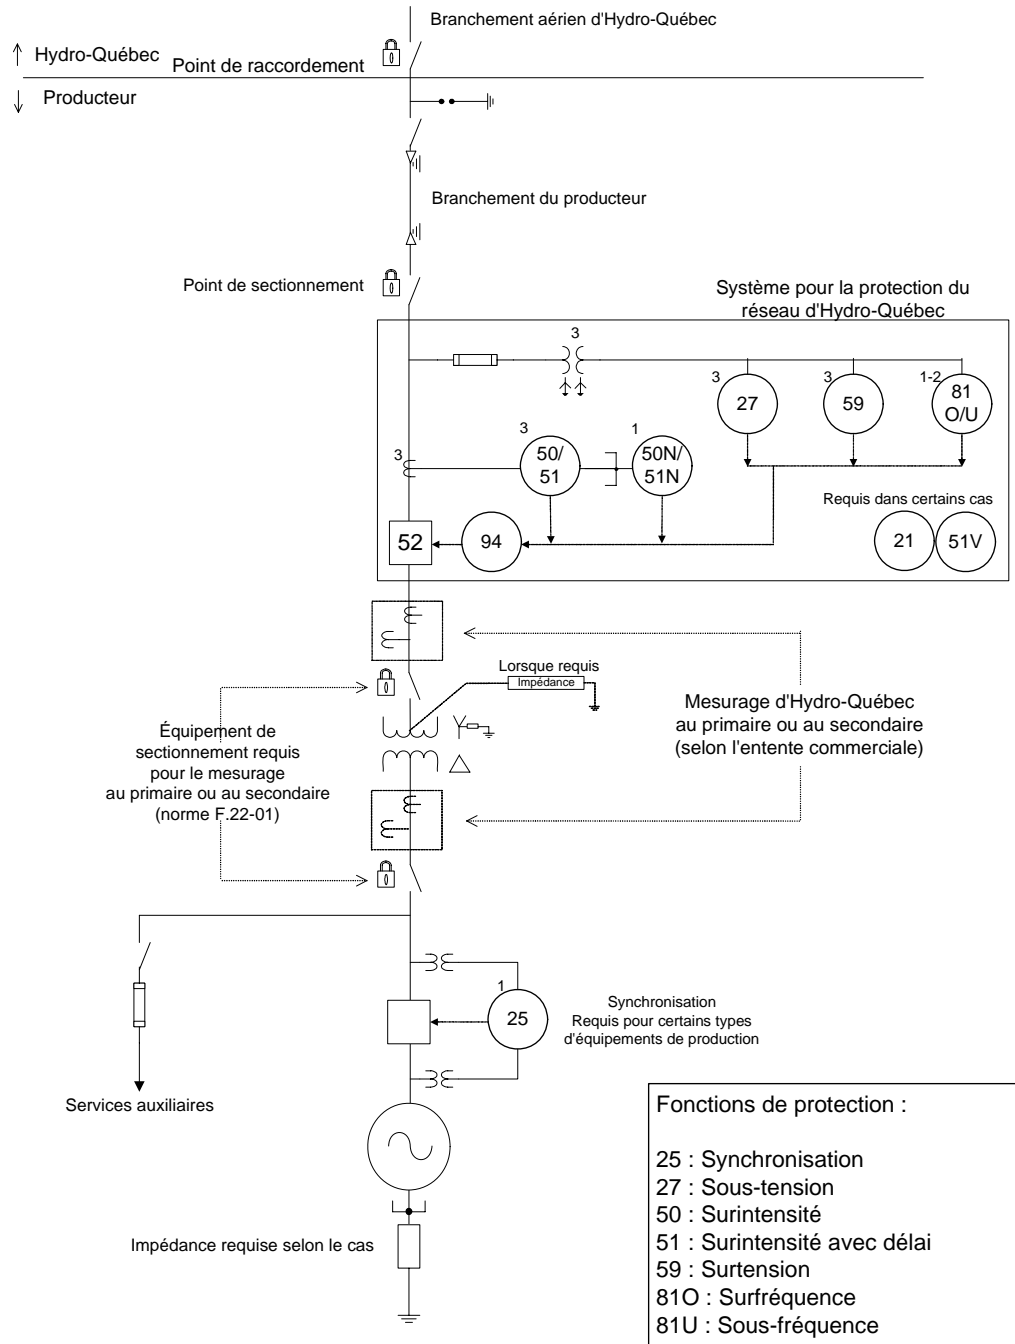 Branchement aérien d'Hydro-Québec
Hydro-Québec
Point de raccordement
Producteur
Branchement du producteur
Point de sectionnement
Système pour la protection du
réseau d'Hydro-Québec
3
3
27
3
59
1-2
81
O/U
3
50/
51
1
50N/
51N
3
Requis dans certains cas
52
94
21
51V
Lorsque requis
Impédance
Mesurage d'Hydro-Québec
au primaire ou au secondaire
(selon l'entente commerciale)
Équipement de
sectionnement requis
pour le mesurage
au primaire ou au secondaire
(norme F.22-01)
1
25
Synchronisation
Requis pour certains types
d'équipements de production
Services auxiliaires
Impédance requise selon le cas
Fonctions de protection :
25 : Synchronisation
27 : Sous-tension
50 : Surintensité
51 : Surintensité avec délai
59 : Surtension
81O : Surfréquence
81U : Sous-fréquence